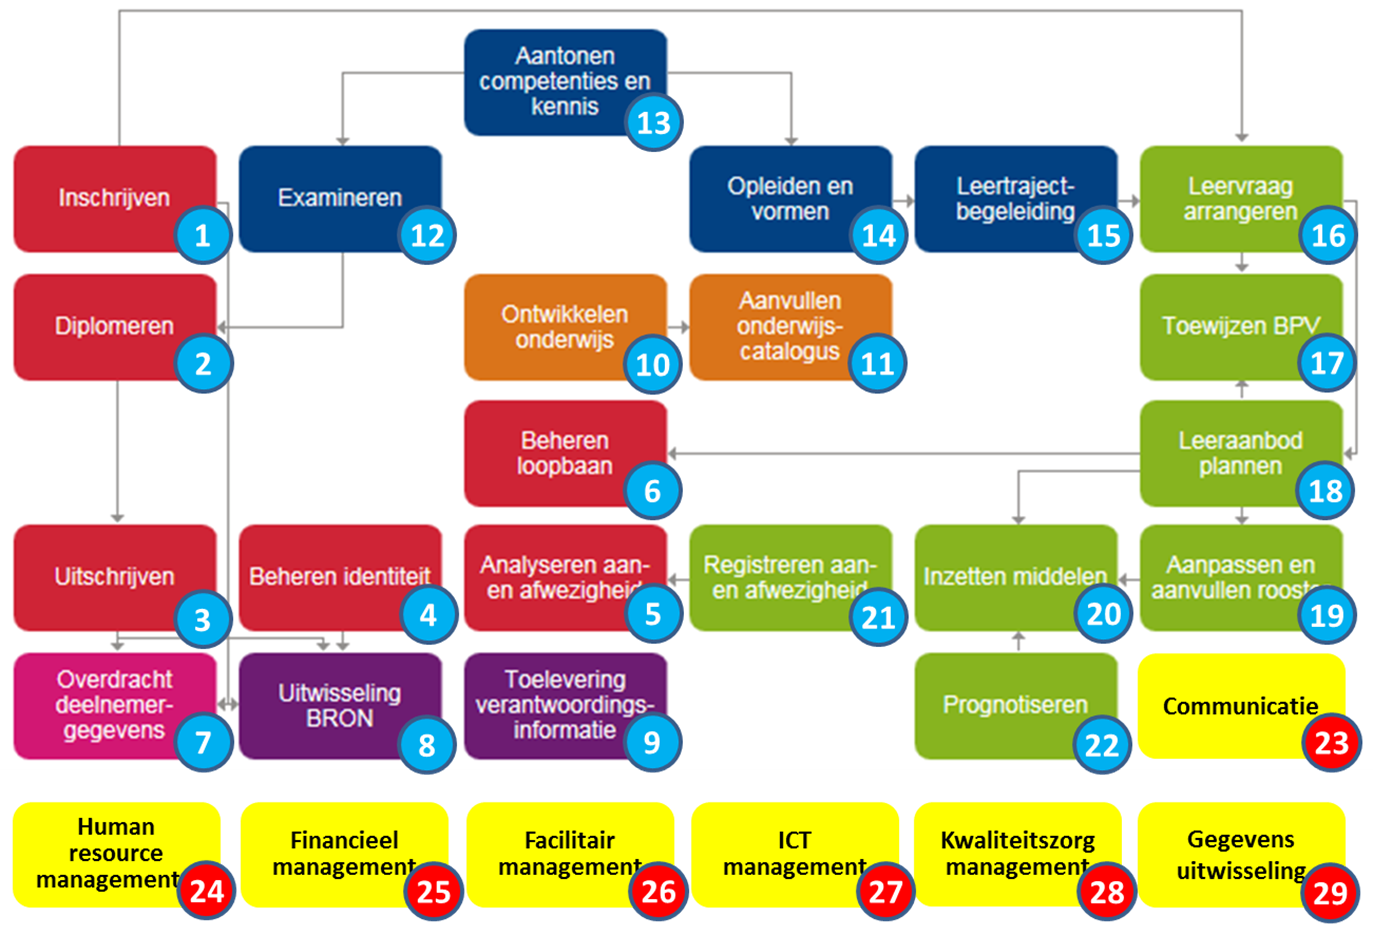 Aantonen
competenties en
kennis
13
Inschrijven
1
Examineren
12
Opleiden en
vormen
14
Leertraject-
begeleiding
15
Leervraag
arrangeren
16
Diplomeren
2
Ontwikkelen
onderwijs
10
Aanvullen
onderwijs-
catalogus
11
Toewijzen BPV
17
Beheren
loopbaan
6
Leeraanbod
plannen
18
Uitschrijven
3
Beheren identiteit
4
Analyseren aan-
en afwezigheid
5
Registreren aan-
en afwezigheid
21
Inzetten middelen
20
Aanpassen en
aanvullen rooster
19
Overdracht
deelnemer-
gegevens
7
Uitwisseling
BRON
8
Toelevering
verantwoordings-
informatie
9
Prognotiseren
22
Communicatie
23
Human
resource
management
24
Financieel
management
25
Facilitair
management
26
ICT
management
27
Kwaliteitszorg
management
28
Gegevens
uitwisseling
29